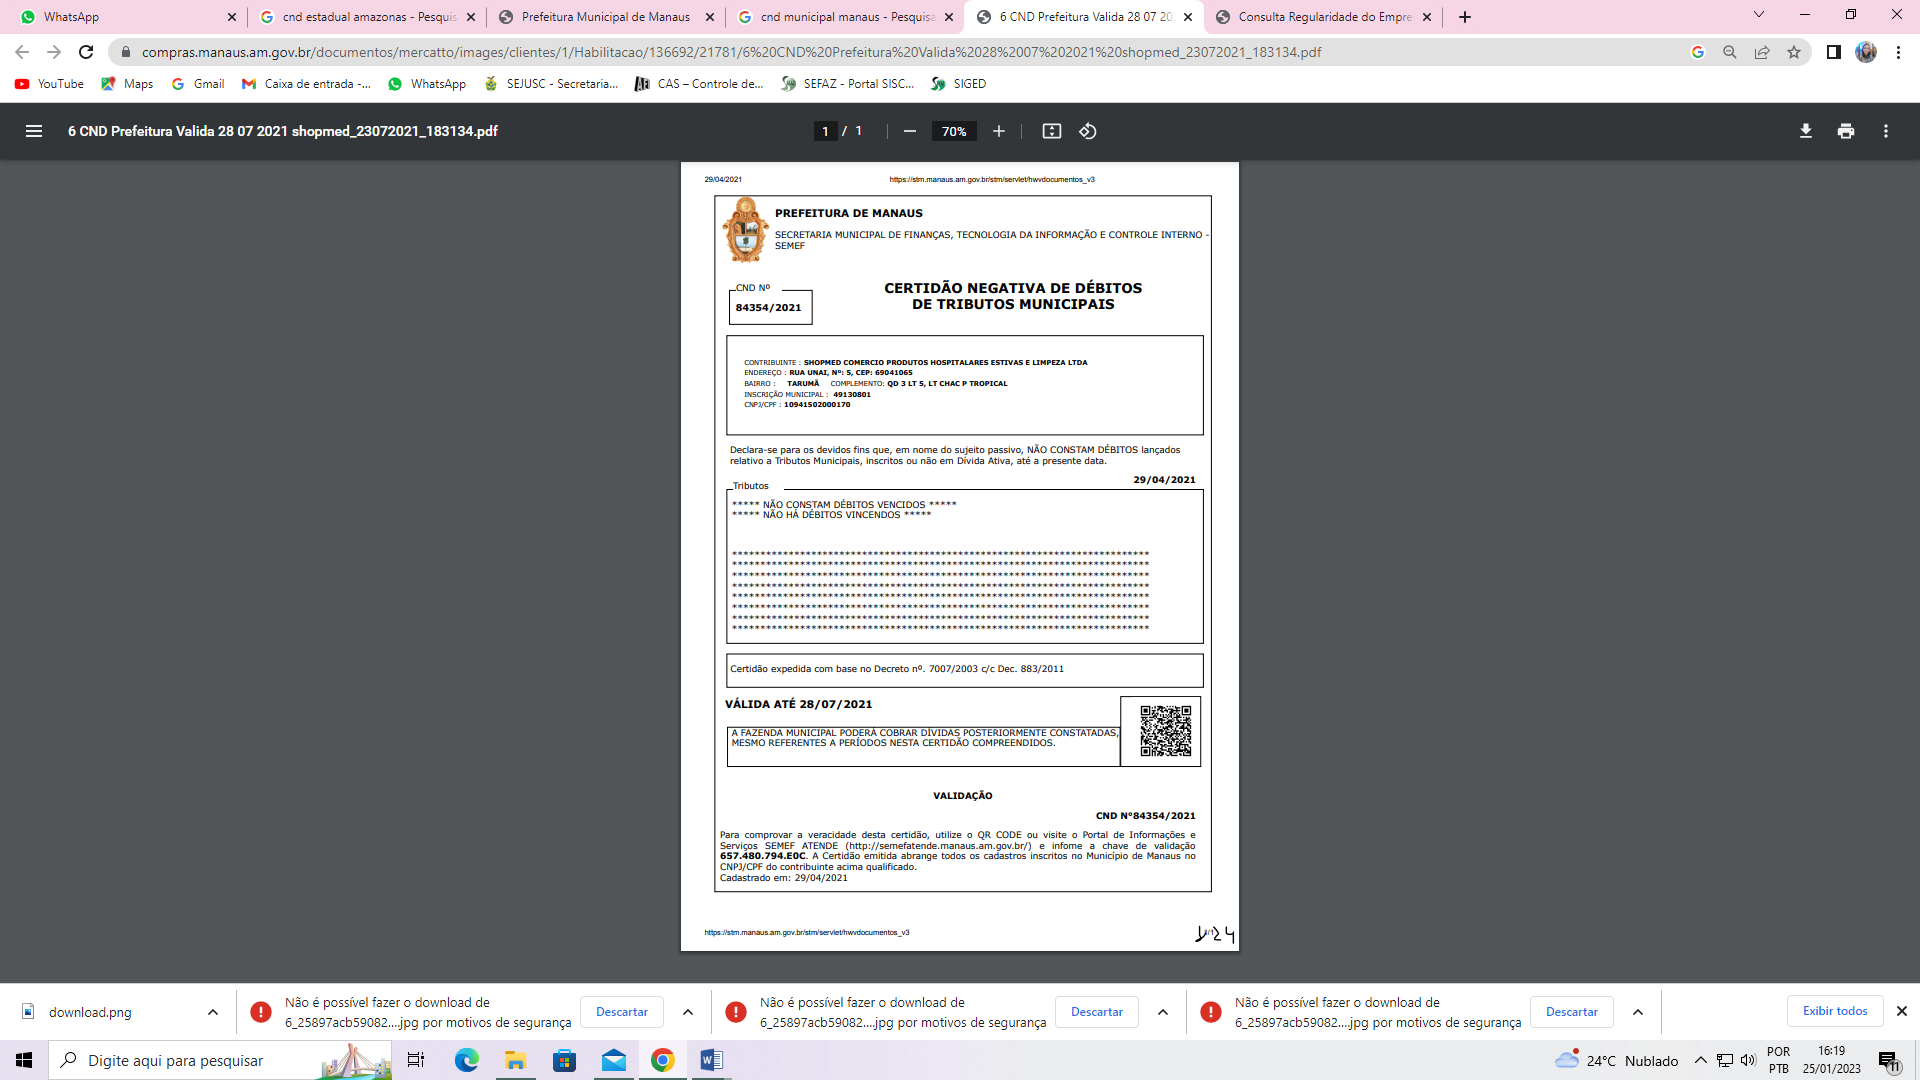 WhatsApp
cnd estadual amazonas - Pesquis
Prefeitura Municipal de Manaus
cnd municipal manaus - Pesquisa
6 CND Prefeitura Valida 28 07 20
Consulta Regularidade do Empre
compras.manaus.am.gov.br/documentos/mercatto/images/clientes/1/Habilitacao/136692/21781/6%20CND%20Prefeitura%20Valida%2028%2007%202021%20shopmed_23072021_183134.pdf
YouTube
Maps
Gmail
Caixa de entrada -...
WhatsApp
SEJUSC - Secretaria...
CAS – Controle de...
SEFAZ - Portal SISC...
SIGED
6 CND Prefeitura Valida 28 07 2021 shopmed_23072021_183134.pdf
1 / 1
70%
29/04/2021
https://stm.manaus.am.gov.br/stm/servlet/hwvdocumentos_v3
PREFEITURA DE MANAUS
SECRETARIA MUNICIPAL DE FINANÇAS, TECNOLOGIA DA INFORMAÇÃO E CONTROLE INTERNO -
SEMEF
CND Nº
84354/2021
CERTIDÃO NEGATIVA DE DÉBITOS
DE TRIBUTOS MUNICIPAIS
CONTRIBUINTE : SHOPMED COMERCIO PRODUTOS HOSPITALARES ESTIVAS E LIMPEZA LTDA
ENDEREÇO : RUA UNAI, Nº: 5, CEP: 69041065
BAIRRO : TARUMÃ COMPLEMENTO: QD 3 LT 5, LT CHAC P TROPICAL
INSCRIÇÃO MUNICIPAL : 49130801
CNPJ/CPF : 10941502000170
Declara-se para os devidos fins que, em nome do sujeito passivo, NÃO CONSTAM DÉBITOS lançados
relativo a Tributos Municipais, inscritos ou não em Dívida Ativa, até a presente data.
29/04/2021
Tributos
***** NÃO CONSTAM DÉBITOS VENCIDOS *****
***** NÃO HÁ DÉBITOS VINCENDOS *****
**************************************************************************
**************************************************************************
**************************************************************************
**************************************************************************
**************************************************************************
**************************************************************************
**************************************************************************
**************************************************************************
Certidão expedida com base no Decreto nº. 7007/2003 c/c Dec. 883/2011
VÁLIDA ATÉ 28/07/2021
A FAZENDA MUNICIPAL PODERÁ COBRAR DÍVIDAS POSTERIORMENTE CONSTATADAS,
MESMO REFERENTES A PERÍODOS NESTA CERTIDÃO COMPREENDIDOS.
VALIDAÇÃO
CND N°84354/2021
Para comprovar a veracidade desta certidão, utilize o QR CODE ou visite o Portal de Informações e
Serviços SEMEF ATENDE (http://semefatende.manaus.am.gov.br/) e infome a chave de validação
657.480.794.E0C. A Certidão emitida abrange todos os cadastros inscritos no Município de Manaus no
CNPJ/CPF do contribuinte acima qualificado.
Cadastrado em: 29/04/2021
https://stm.manaus.am.gov.br/stm/servlet/hwvdocumentos_v3
24
download.png
Não é possível fazer o download de
6_25897acb59082....jpg por motivos de segurança
Descartar
Não é possível fazer o download de
6_25897acb59082....jpg por motivos de segurança
Descartar
Não é possível fazer o download de
6_25897acb59082....jpg por motivos de segurança
Descartar
Exibir todos
Digite aqui para pesquisar
24°C Nublado
POR
PTB
16:19
25/01/2023
11